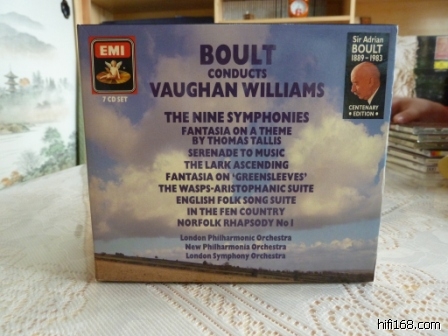 EMI
7 CD SET
BOULT
CONDUCTS
VAUGHAN WILLIAMS
Sir Adrian
BOULT
1889–1983
CENTENARY
• EDITION •
THE NINE SYMPHONIES
FANTASIA ON A THEME
BY THOMAS TALLIS
SERENADE TO MUSIC
THE LARK ASCENDING
FANTASIA ON 'GREENSLEEVES'
THE WASPS-ARISTOPHANIC SUITE
ENGLISH FOLK SONG SUITE
IN THE FEN COUNTRY
NORFOLK RHAPSODY No 1
London Philharmonic Orchestra
New Philharmonia Orchestra
London Symphony Orchestra
hifi168.com